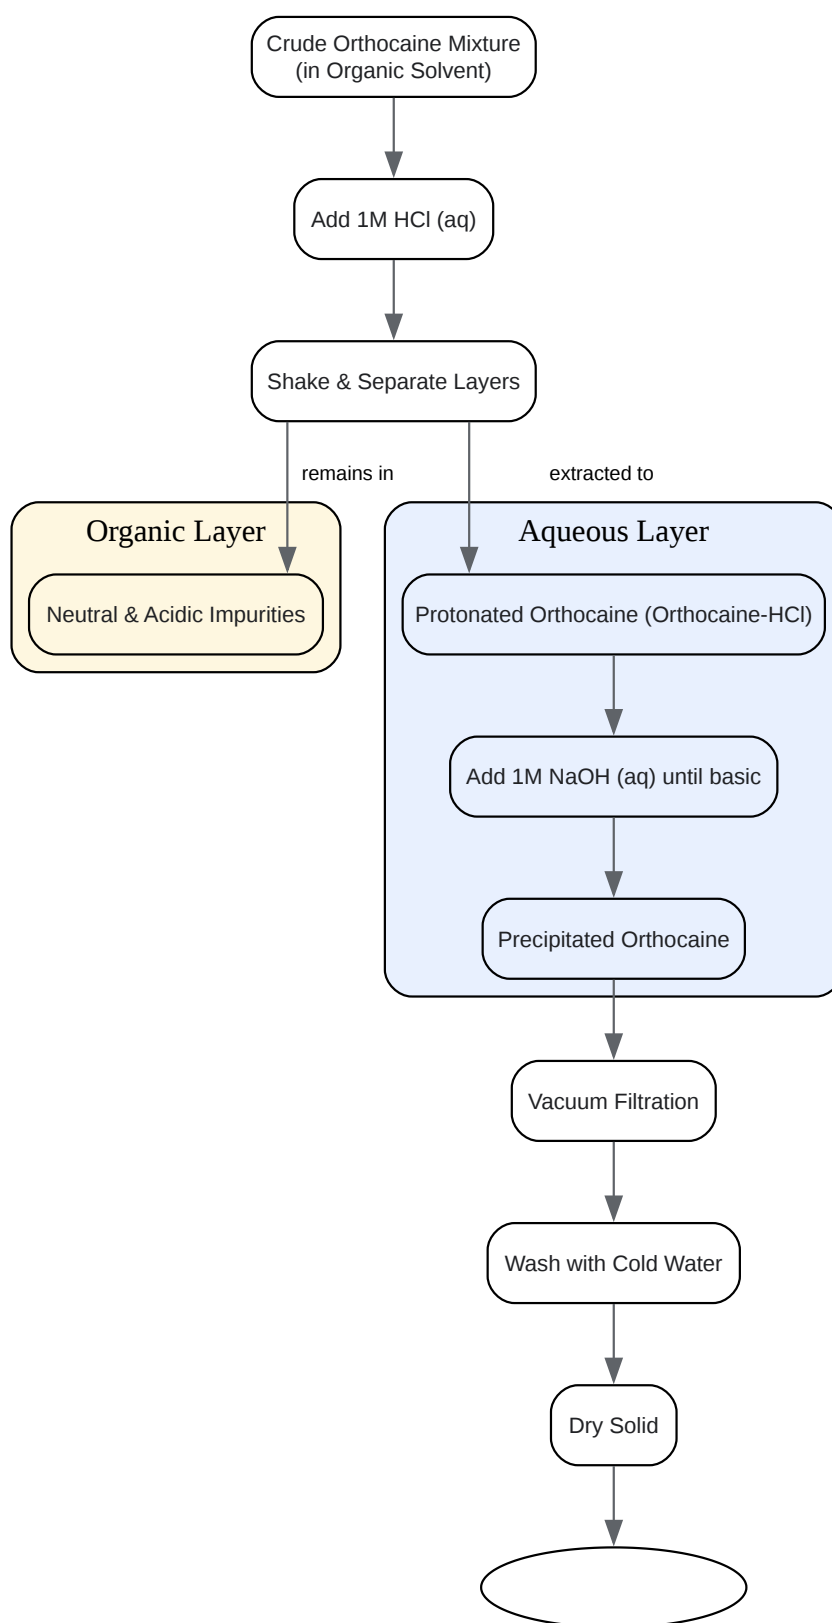 Crude Orthocaine Mixture
(in Organic Solvent)
Add 1M HCl (aq)
Shake & Separate Layers
remains in
extracted to
Organic Layer
Aqueous Layer
Neutral & Acidic Impurities
Protonated Orthocaine (Orthocaine-HCl)
Add 1M NaOH (aq) until basic
Precipitated Orthocaine
Vacuum Filtration
Wash with Cold Water
Dry Solid